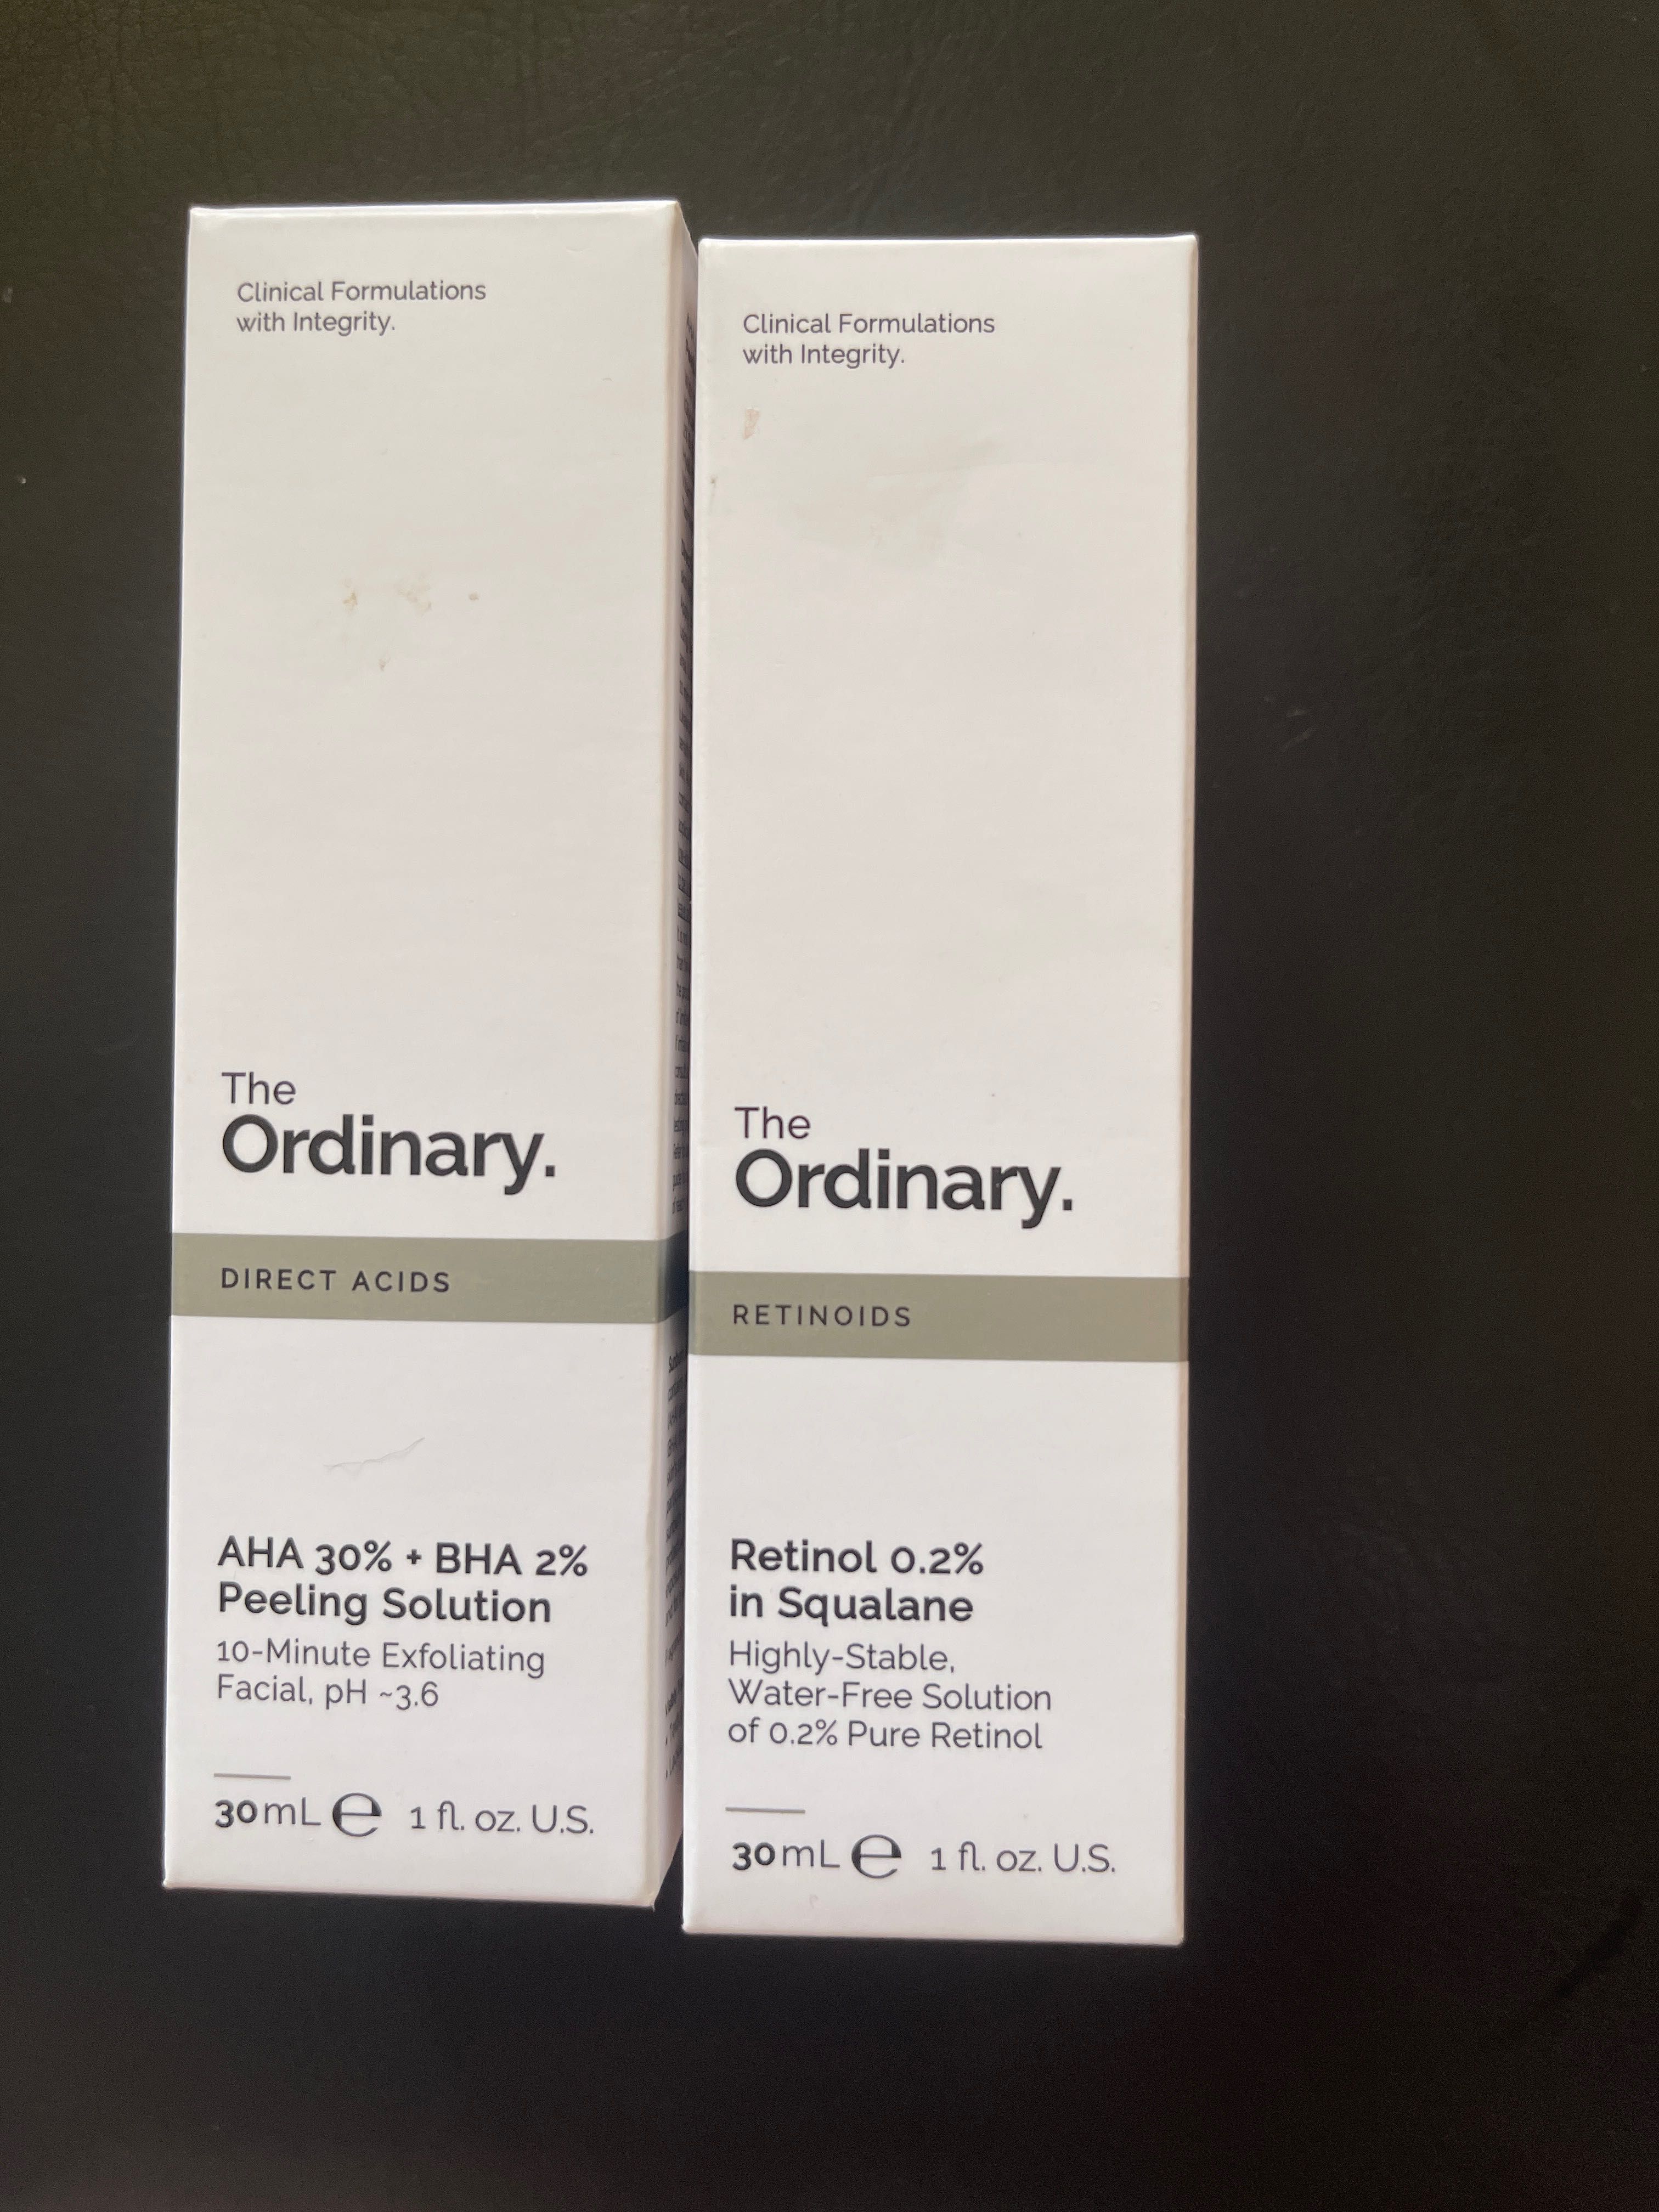 Clinical Formulations
with Integrity.
The
Ordinary.
DIRECT ACIDS
AHA 30% + BHA 2%
Peeling Solution
10-Minute Exfoliating
Facial, pH ~3.6
30mL ℮ 1 fl. oz. U.S.
Clinical Formulations
with Integrity.
The
Ordinary.
RETINOIDS
Retinol 0.2%
in Squalane
Highly-Stable,
Water-Free Solution
of 0.2% Pure Retinol
30mL ℮ 1 fl. oz. U.S.